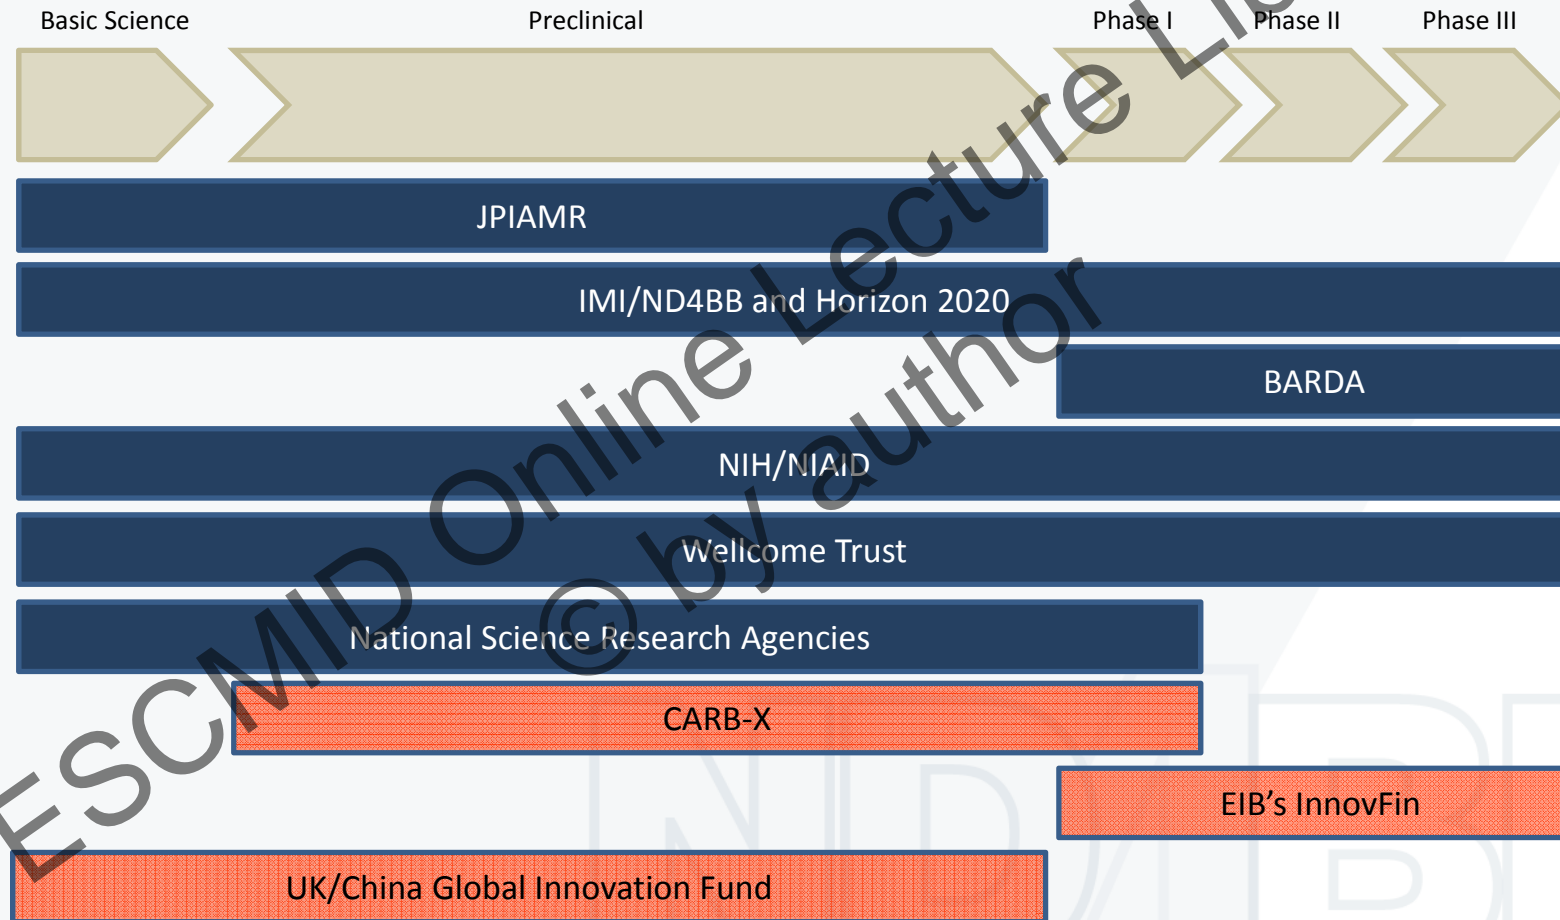 Basic Science Preclinical Phase I Phase II Phase III
JPIAMR
IMI/ND4BB and Horizon 2020
BARDA
NIH/NIAID
Wellcome Trust
National Science Research Agencies
CARB-X
EIB’s InnovFin
UK/China Global Innovation Fund
ESCMID Online Lecture
© by author